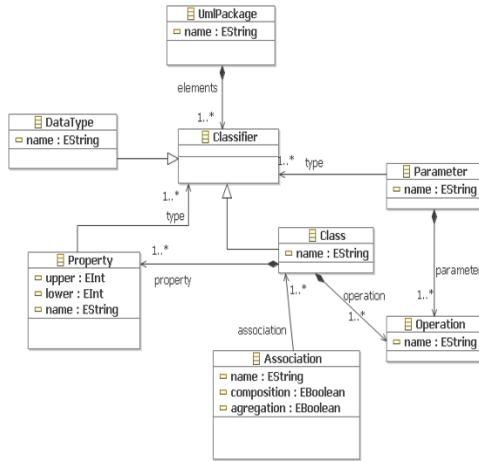 UmlPackage
name : EString
elements
1..*
DataType
name : EString
Classifier
1..*
type
Parameter
name : EString
1..*
type
Class
name : EString
1..*
property
Property
upper : EInt
lower : EInt
name : EString
operation
1..*
1..*
association
parameter
1..*
Operation
name : EString
Association
name : EString
composition : EBoolean
agregation : EBoolean